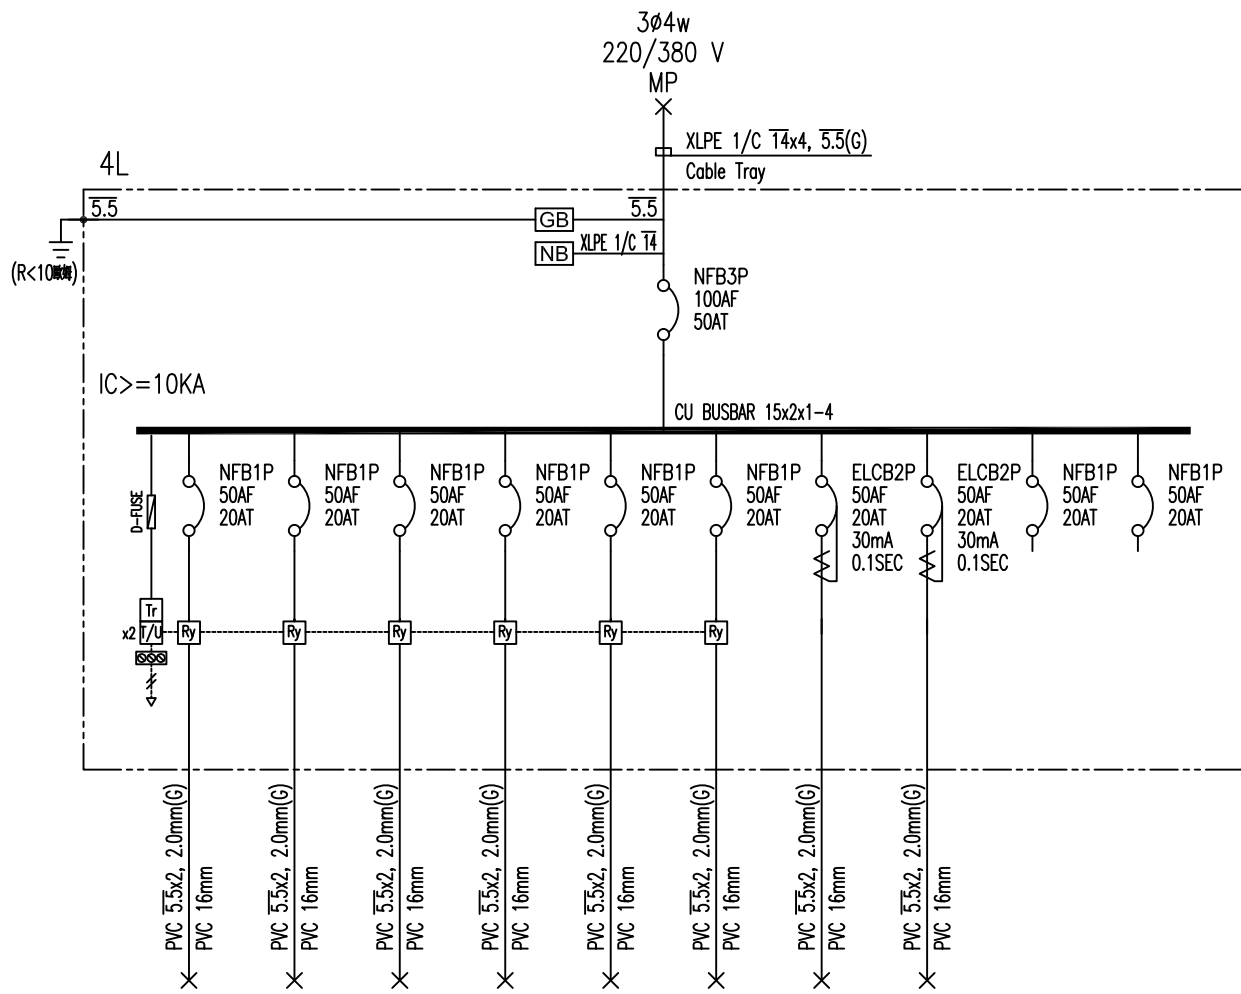 3ø4w
220/380 V
MP
XLPE 1/C 14x4, 5.5(G)
Cable Tray
4L
5.5
GB
5.5
NB
XLPE 1/C 14
(R<10歐姆)
NFB3P
100AF
50AT
IC>=10KA
CU BUSBAR 15x2x1-4
D-FUSE
NFB1P
50AF
20AT
NFB1P
50AF
20AT
NFB1P
50AF
20AT
NFB1P
50AF
20AT
NFB1P
50AF
20AT
NFB1P
50AF
20AT
ELCB2P
50AF
20AT
30mA
0.1SEC
ELCB2P
50AF
20AT
30mA
0.1SEC
NFB1P
50AF
20AT
NFB1P
50AF
20AT
Tr
x2 T/U
Ry
Ry
Ry
Ry
Ry
Ry
PVC 5.5x2, 2.0mm(G)
PVC 16mm
PVC 5.5x2, 2.0mm(G)
PVC 16mm
PVC 5.5x2, 2.0mm(G)
PVC 16mm
PVC 5.5x2, 2.0mm(G)
PVC 16mm
PVC 5.5x2, 2.0mm(G)
PVC 16mm
PVC 5.5x2, 2.0mm(G)
PVC 16mm
PVC 5.5x2, 2.0mm(G)
PVC 16mm
PVC 5.5x2, 2.0mm(G)
PVC 16mm